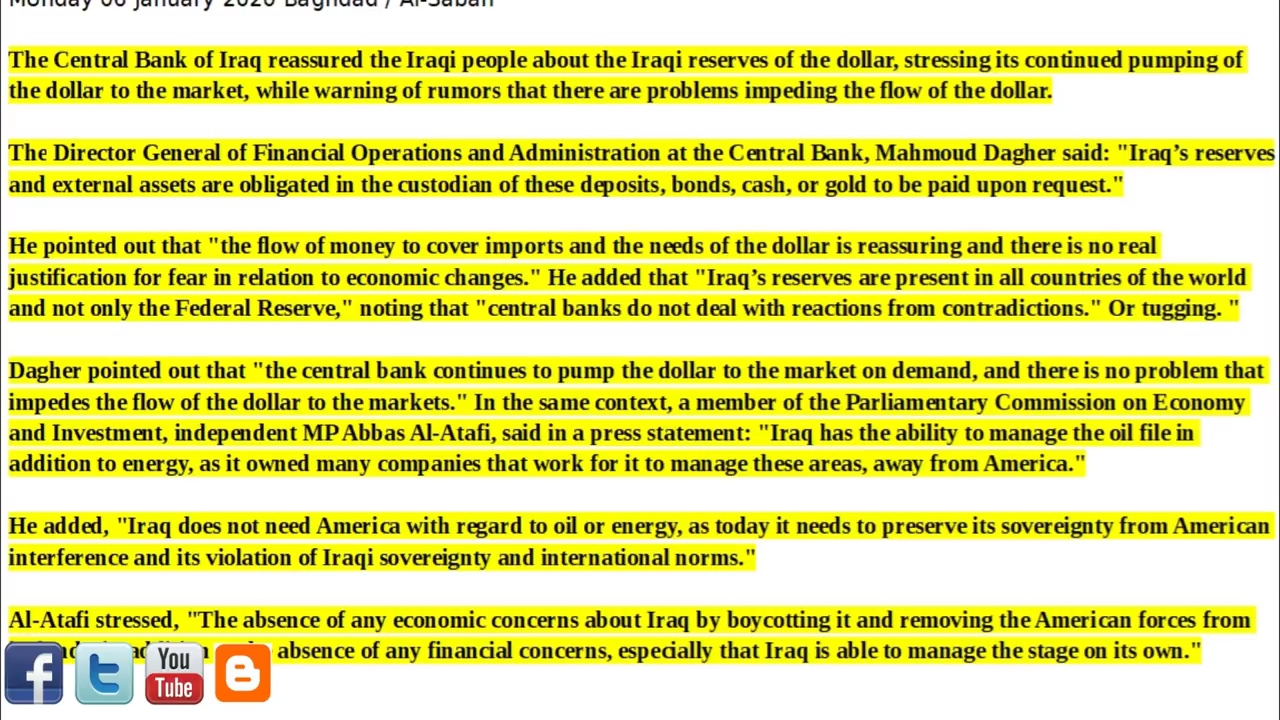 Monday 06 January 2020 Baghdad / Al-Sabah
The Central Bank of Iraq reassured the Iraqi people about the Iraqi reserves of the dollar, stressing its continued pumping of
the dollar to the market, while warning of rumors that there are problems impeding the flow of the dollar.
The Director General of Financial Operations and Administration at the Central Bank, Mahmoud Dagher said: "Iraq’s reserves
and external assets are obligated in the custodian of these deposits, bonds, cash, or gold to be paid upon request."
He pointed out that "the flow of money to cover imports and the needs of the dollar is reassuring and there is no real
justification for fear in relation to economic changes." He added that "Iraq’s reserves are present in all countries of the world
and not only the Federal Reserve," noting that "central banks do not deal with reactions from contradictions." Or tugging. "
Dagher pointed out that "the central bank continues to pump the dollar to the market on demand, and there is no problem that
impedes the flow of the dollar to the markets." In the same context, a member of the Parliamentary Commission on Economy
and Investment, independent MP Abbas Al-Atafi, said in a press statement: "Iraq has the ability to manage the oil file in
addition to energy, as it owned many companies that work for it to manage these areas, away from America."
He added, "Iraq does not need America with regard to oil or energy, as today it needs to preserve its sovereignty from American
interference and its violation of Iraqi sovereignty and international norms."
Al-Atafi stressed, "The absence of any economic concerns about Iraq by boycotting it and removing the American forces from
absence of any financial concerns, especially that Iraq is able to manage the stage on its own."
You
Tube